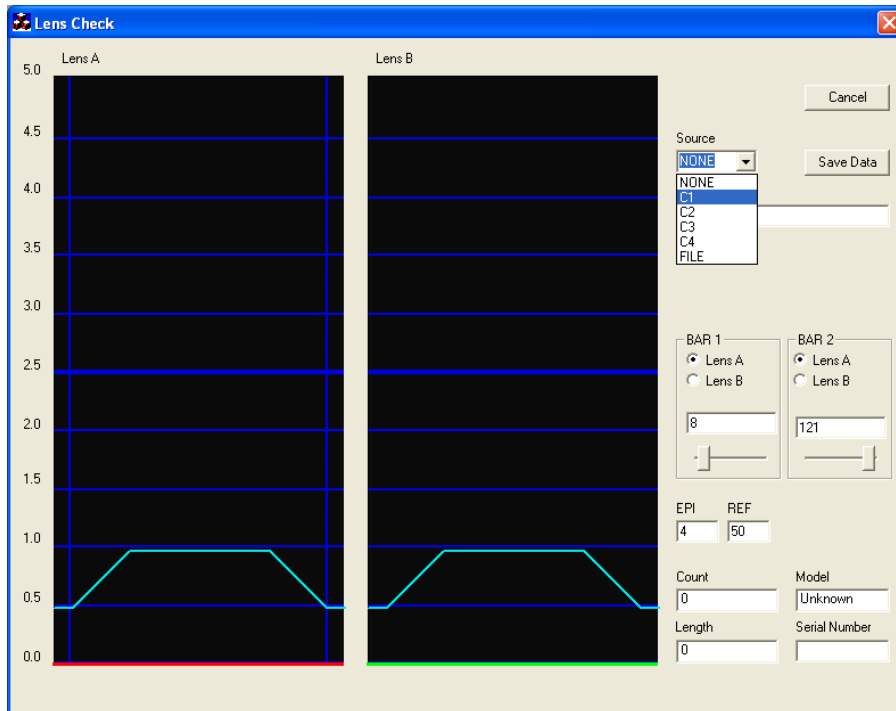 Lens Check
Lens A
Lens B
5.0
4.5
4.0
3.5
3.0
2.5
2.0
1.5
1.0
0.5
0.0
Cancel
Source
NONE
Save Data
NONE
C1
C2
C3
C4
FILE
BAR 1
Lens A
Lens B
8
BAR 2
Lens A
Lens B
121
EPI
REF
4
50
Count
Model
0
Unknown
Length
Serial Number
0